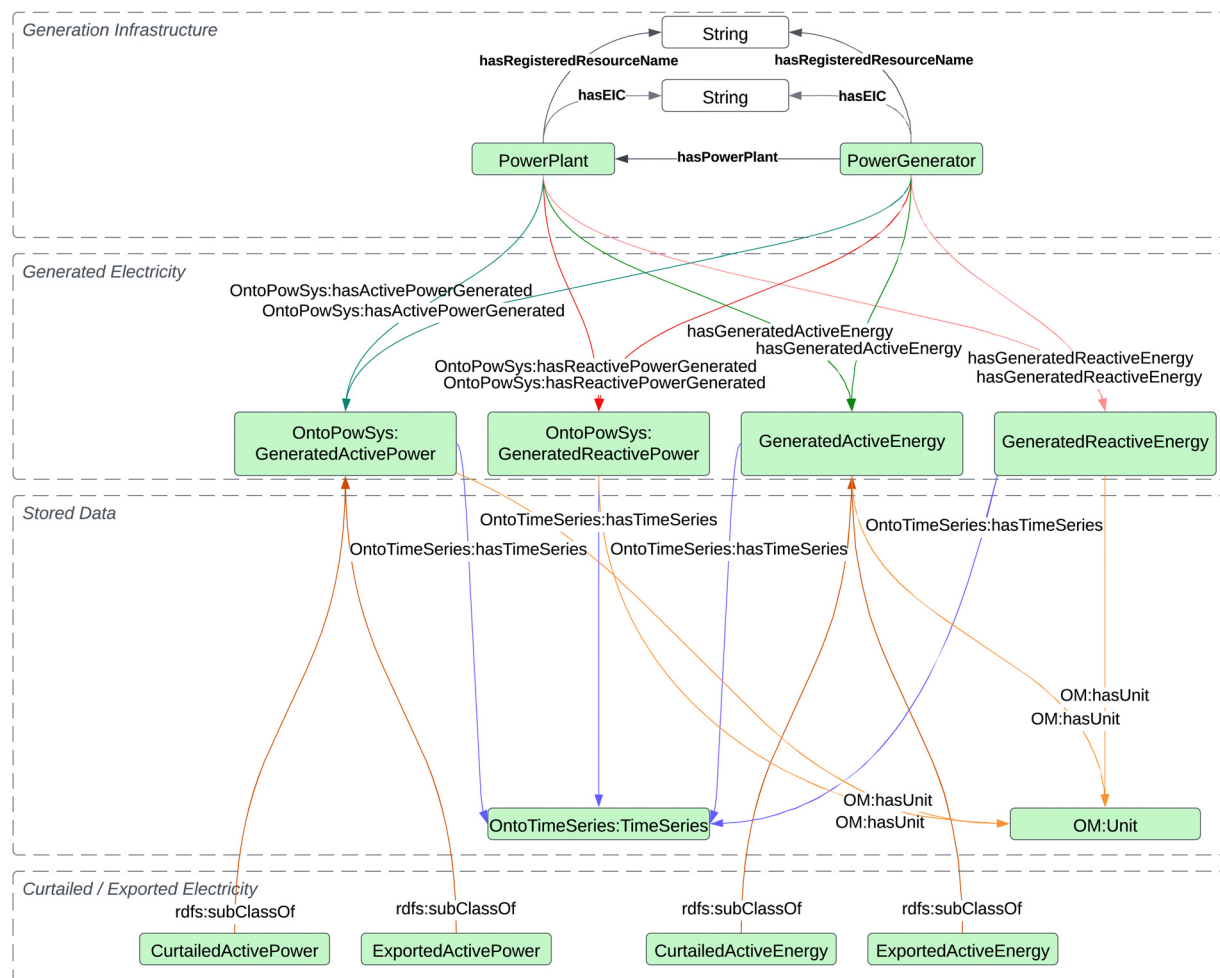 Generation Infrastructure
String
hasRegisteredResourceName
hasRegisteredResourceName
hasEIC
String
hasEIC
PowerPlant
hasPowerPlant
PowerGenerator
Generated Electricity
OntoPowSys:hasActivePowerGenerated
OntoPowSys:hasActivePowerGenerated
hasGeneratedActiveEnergy
hasGeneratedActiveEnergy
hasGeneratedReactiveEnergy
hasGeneratedReactiveEnergy
OntoPowSys:hasReactivePowerGenerated
OntoPowSys:hasReactivePowerGenerated
OntoPowSys:
GeneratedActivePower
OntoPowSys:
GeneratedReactivePower
GeneratedActiveEnergy
GeneratedReactiveEnergy
Stored Data
OntoTimeSeries:hasTimeSeries
OntoTimeSeries:hasTimeSeries
OntoTimeSeries:hasTimeSeries
OntoTimeSeries:hasTimeSeries
OM:hasUnit
OM:hasUnit
OM:hasUnit
OM:hasUnit
OntoTimeSeries:TimeSeries
OM:Unit
Curtailed / Exported Electricity
rdfs:subClassOf
rdfs:subClassOf
rdfs:subClassOf
rdfs:subClassOf
CurtailedActivePower
ExportedActivePower
CurtailedActiveEnergy
ExportedActiveEnergy